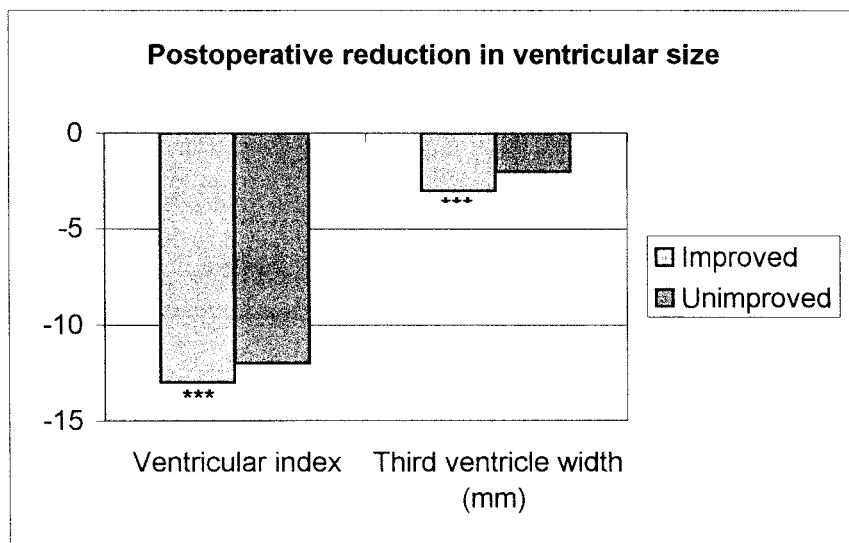 Postoperative reduction in ventricular size
0
-5
-10
-15
***
***
Ventricular index
Third ventricle width
(mm)
Improved
Unimproved